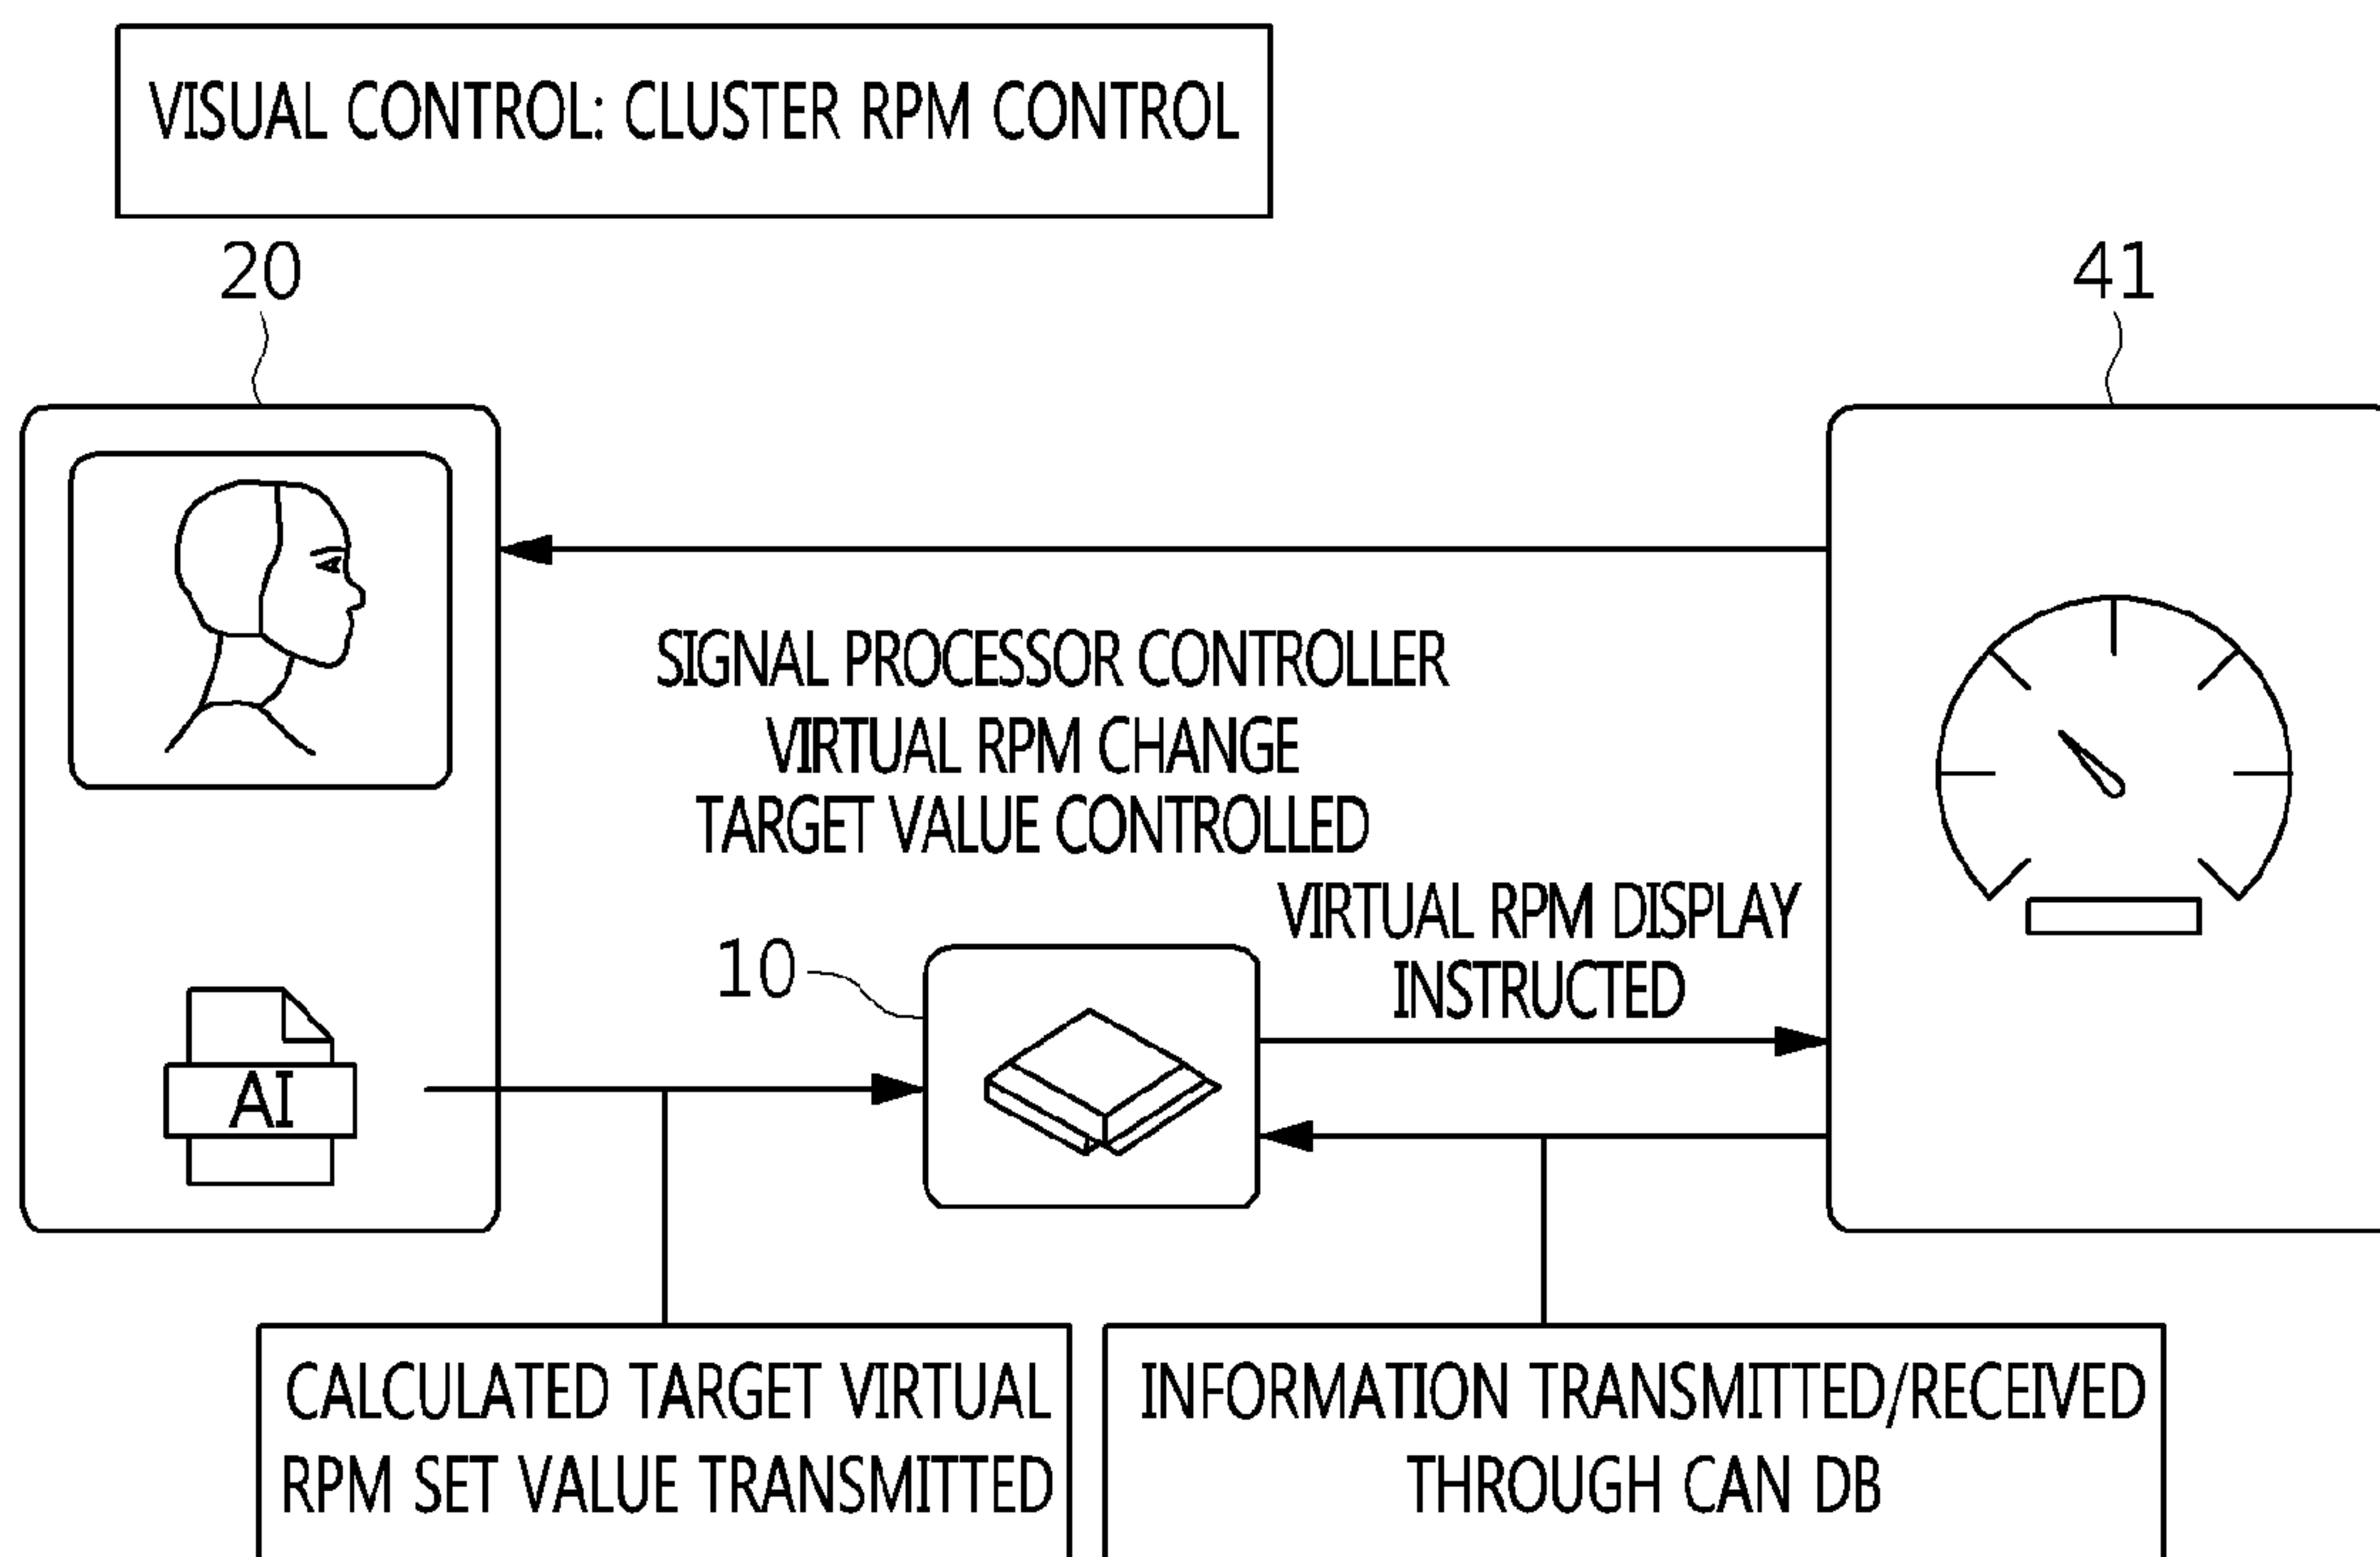 VISUAL CONTROL: CLUSTER RPM CONTROL
20
41
SIGNAL PROCESSOR CONTROLLER
VIRTUAL RPM CHANGE
TARGET VALUE CONTROLLED
VIRTUAL RPM DISPLAY
INSTRUCTED
10
AI
CALCULATED TARGET VIRTUAL
RPM SET VALUE TRANSMITTED
INFORMATION TRANSMITTED/RECEIVED
THROUGH CAN DB